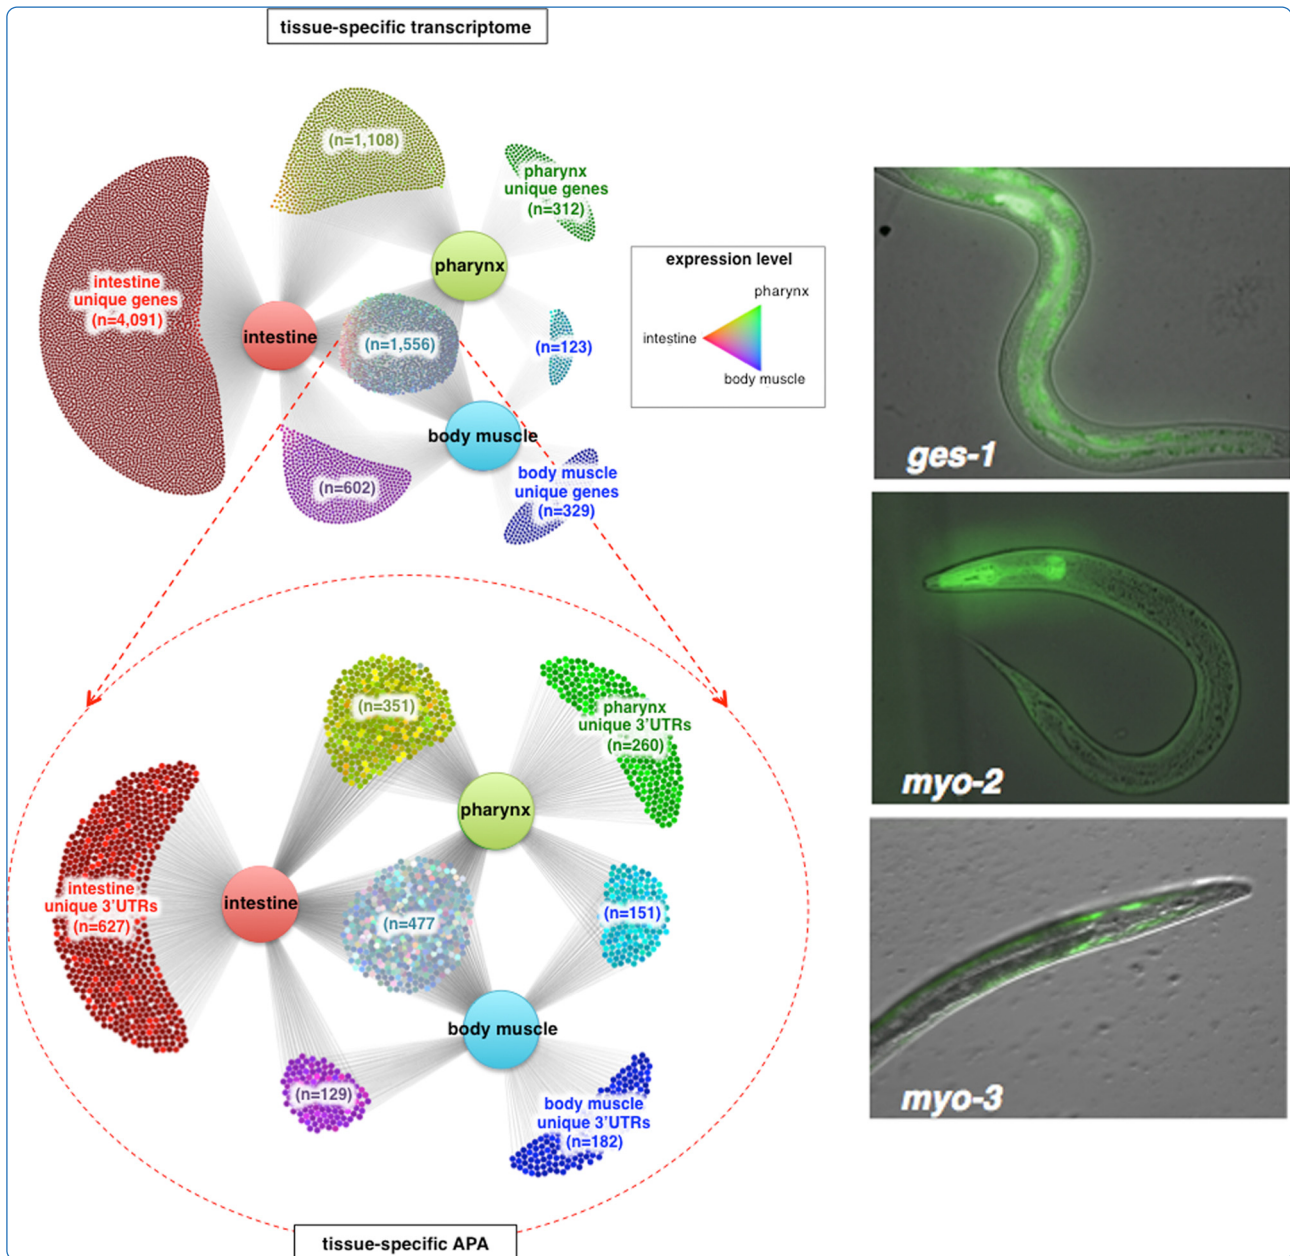 tissue-specific transcriptome
(n=1,108)
pharynx
unique genes
(n=312)
intestine
unique genes
(n=4,091)
pharynx
intestine
(n=1,556)
(n=123)
body muscle
(n=602)
body muscle
unique genes
(n=329)
expression level
pharynx
intestine
body muscle
(n=351)
pharynx
unique 3'UTRs
(n=260)
pharynx
intestine
unique 3'UTRs
(n=627)
intestine
(n=477
(n=151)
body muscle
(n=129)
body muscle
unique 3'UTRs
(n=182)
tissue-specific APA
ges-1
myo-2
myo-3